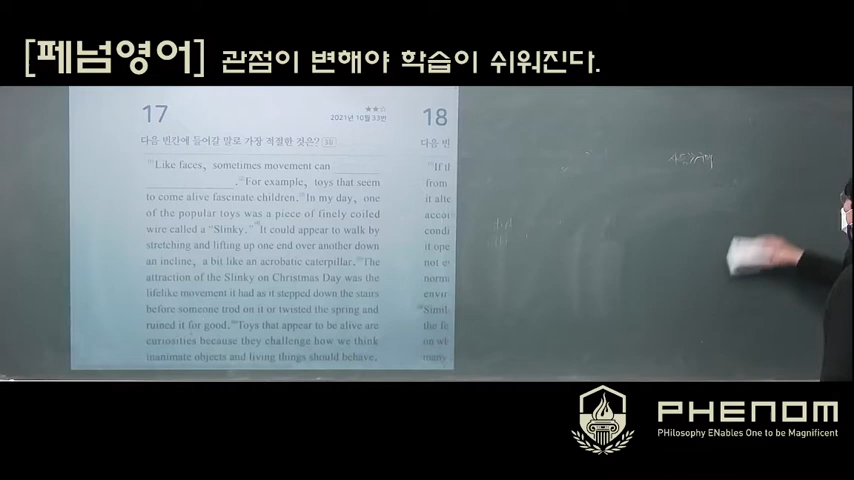 [페넘영어] 관점이 변해야 학습이 쉬워진다.
17
★★☆
2021년 10월 33번
다음 빈칸에 들어갈 말로 가장 적절한 것은?
Like faces, sometimes movement can
. For example, toys that seem
to come alive fascinate children. In my day, one
of the popular toys was a piece of finely coiled
wire called a “Slinky.” It could appear to walk by
stretching and lifting up one end over another down
an incline, a bit like an acrobatic caterpillar. The
attraction of the Slinky on Christmas Day was the
lifelike movement it had as it stepped down the stairs
before someone trod on it or twisted the spring and
ruined it for good. Toys that appear to be alive are
curiosities because they challenge how we think
inanimate objects and living things should behave.
18
다음 빈
If t
from
it alte
accor
condi
it ope
not e
norm
envir
Simil
the fe
on wh
many
PHENOM
PHilosophy ENables One to be Magnificent